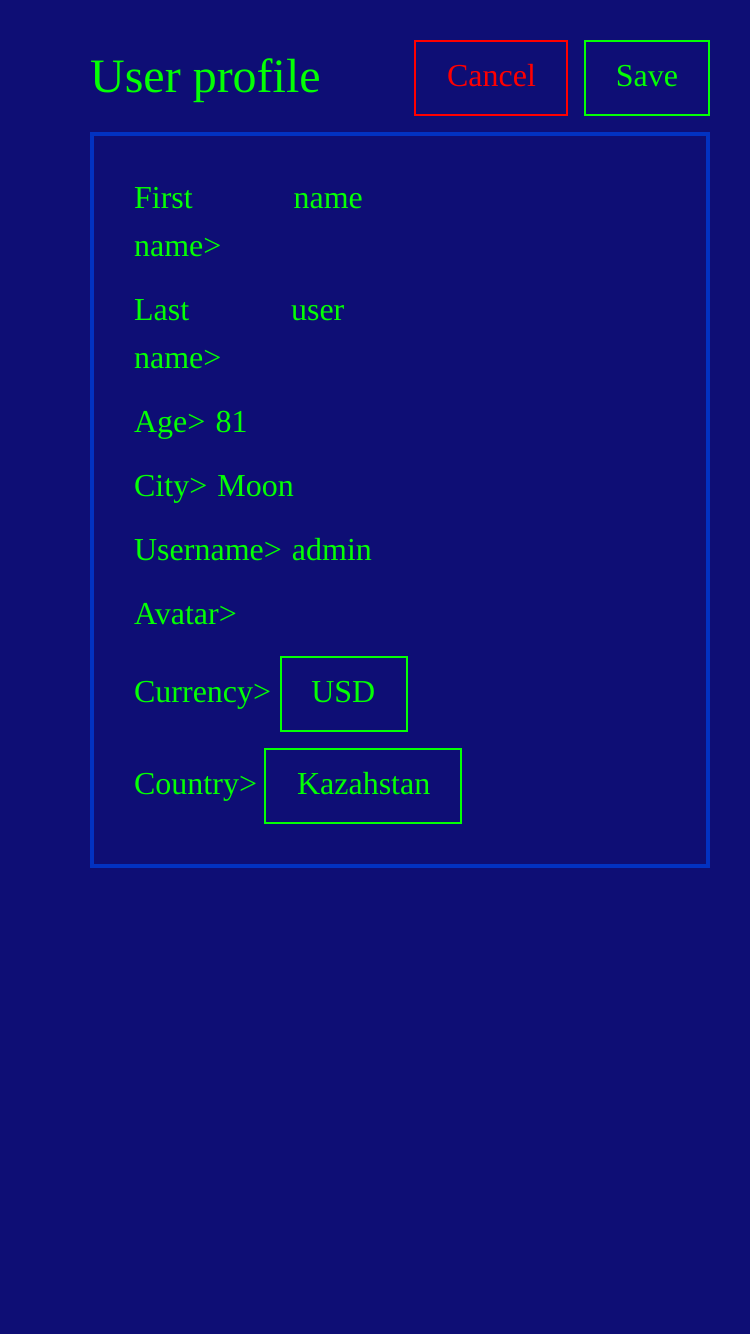 User profile Cancel Save
First name
name>
Last user
name>
Age> 81
City> Moon
Username> admin
Avatar>
Currency> USD
Country> Kazahstan